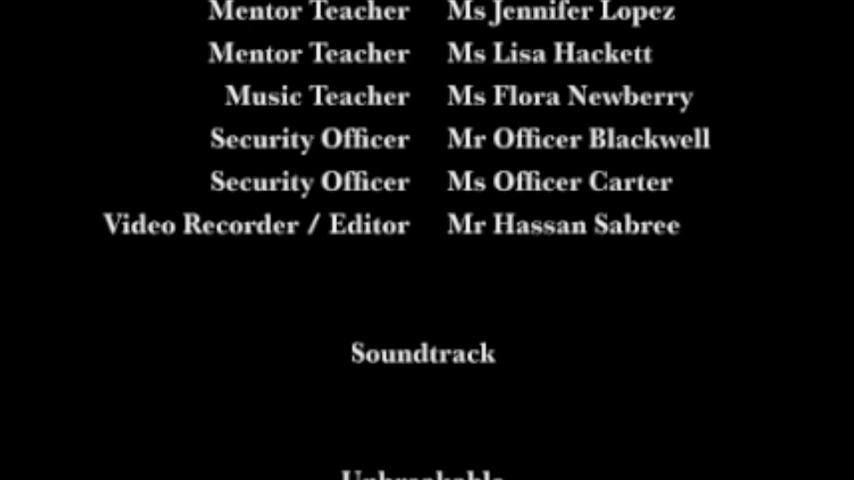 Mentor Teacher Ms Jennifer Lopez
Mentor Teacher Ms Lisa Hackett
Music Teacher Ms Flora Newberry
Security Officer Mr Officer Blackwell
Security Officer Ms Officer Carter
Video Recorder / Editor Mr Hassan Sabree
Soundtrack
Unbreakable